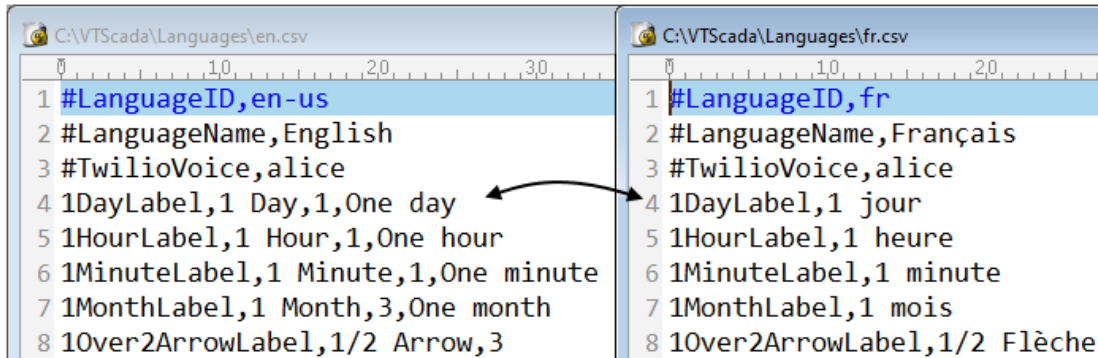 C:\VTScada\Languages\en.csv
10 20 30
1 #LanguageID,en-us
2 #LanguageName,English
3 #TwilioVoice,alice
4 1DayLabel,1 Day,1,One day
5 1HourLabel,1 Hour,1,One hour
6 1MinuteLabel,1 Minute,1,One minute
7 1MonthLabel,1 Month,3,One month
8 1Over2ArrowLabel,1/2 Arrow,3
C:\VTScada\Languages\fr.csv
0 10 20
1 #LanguageID,fr
2 #LanguageName,Français
3 #TwilioVoice,alice
4 1DayLabel,1 jour
5 1HourLabel,1 heure
6 1MinuteLabel,1 minute
7 1MonthLabel,1 mois
8 1Over2ArrowLabel,1/2 Flèche